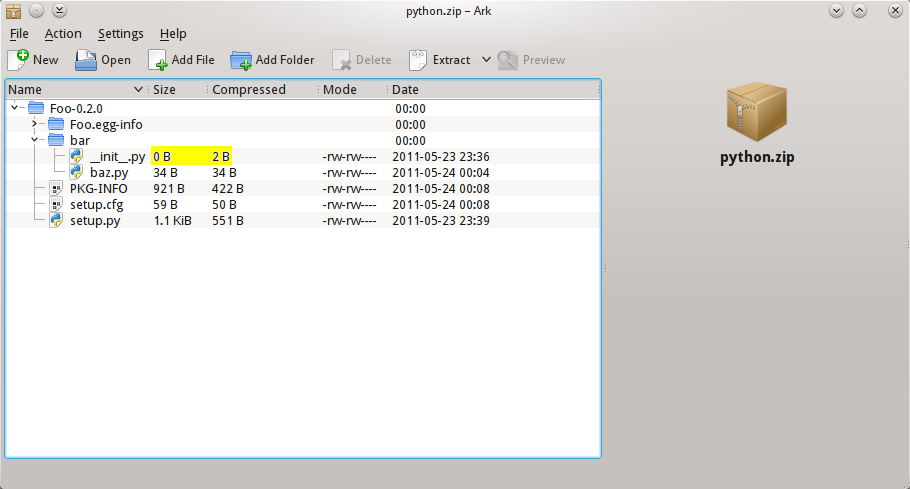 python.zip – Ark
File Action Settings Help
New Open Add File Add Folder Delete Extract Preview
Name Size Compressed Mode Date
Foo-0.2.0 00:00
Foo.egg-info 00:00
bar 00:00
__init__.py 0 B 2 B -rw-rw---- 2011-05-23 23:36
baz.py 34 B 34 B -rw-rw---- 2011-05-24 00:04
PKG-INFO 921 B 422 B -rw-rw---- 2011-05-24 00:08
setup.cfg 59 B 50 B -rw-rw---- 2011-05-24 00:08
setup.py 1.1 KiB 551 B -rw-rw---- 2011-05-23 23:39
python.zip